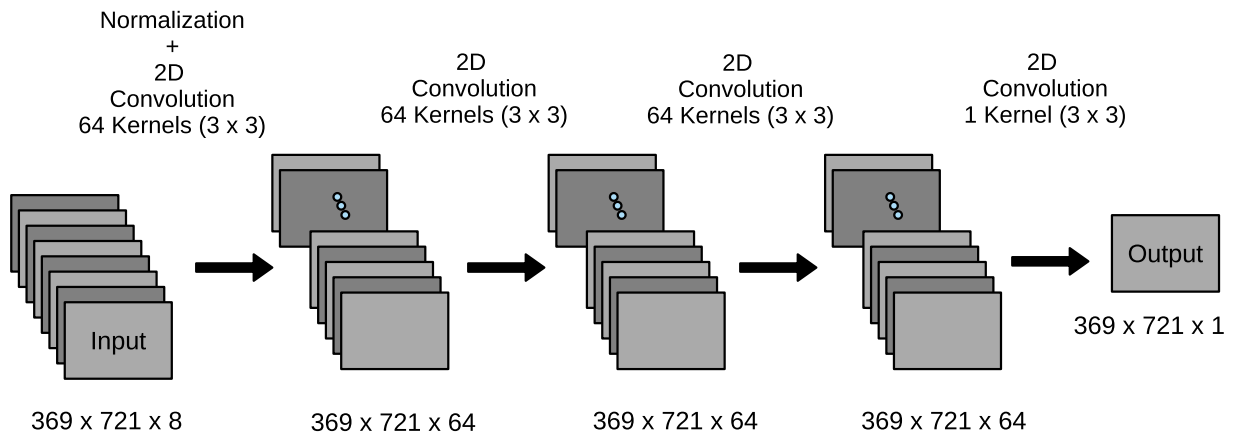 Normalization
+
2D
Convolution
64 Kernels (3 x 3)
2D
Convolution
64 Kernels (3 x 3)
2D
Convolution
64 Kernels (3 x 3)
2D
Convolution
1 Kernel (3 x 3)
Input
Output
369 x 721 x 8
369 x 721 x 64
369 x 721 x 64
369 x 721 x 64
369 x 721 x 1